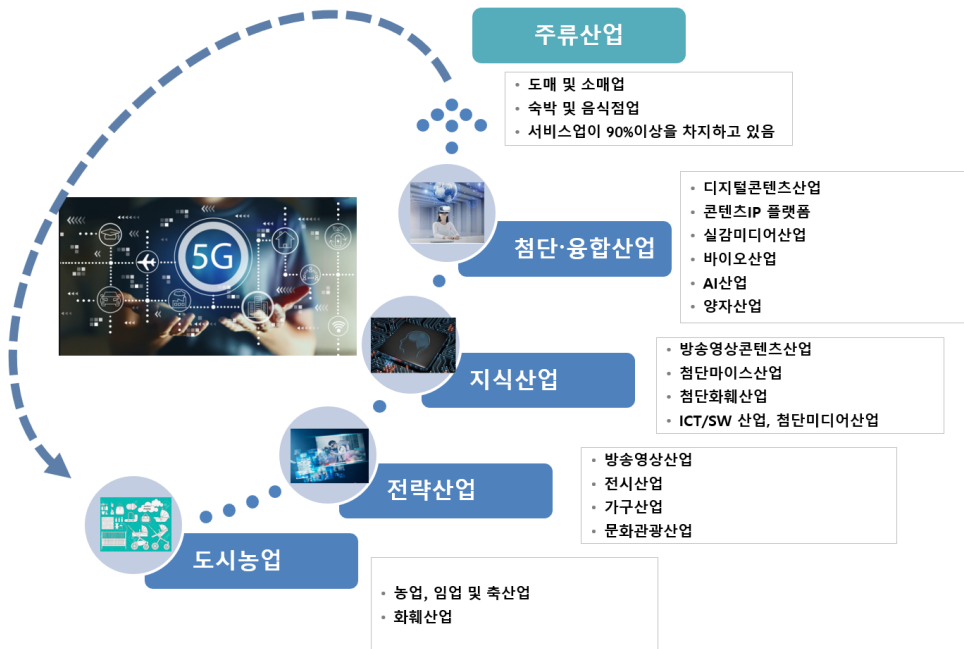 주류산업
• 도매 및 소매업
• 숙박 및 음식점업
• 서비스업이 90%이상을 차지하고 있음
5G
첨단·융합산업
• 디지털콘텐츠산업
• 콘텐츠IP 플랫폼
• 실감미디어산업
• 바이오산업
• AI산업
• 양자산업
지식산업
• 방송영상콘텐츠산업
• 첨단마이스산업
• 첨단화훼산업
• ICT/SW 산업, 첨단미디어산업
전략산업
• 방송영상산업
• 전시산업
• 가구산업
• 문화관광산업
도시농업
• 농업, 임업 및 축산업
• 화훼산업